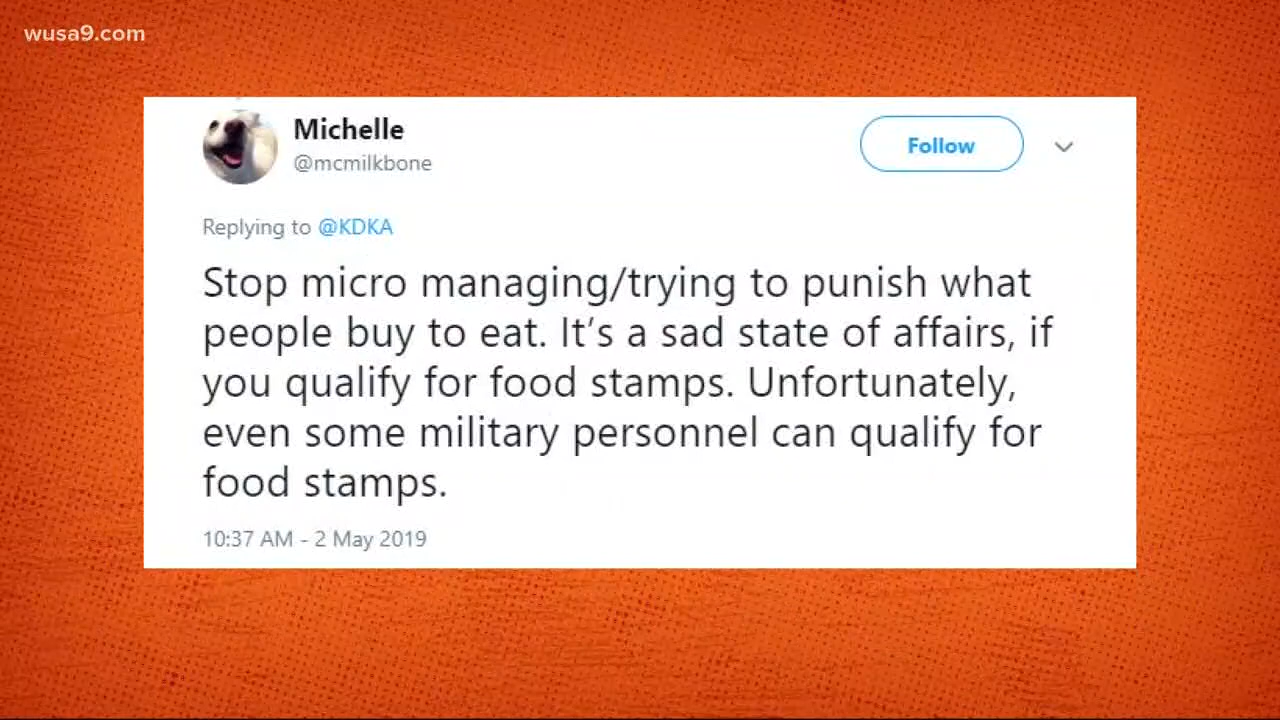 wusa9.com
Michelle
@mcmilkbone
Follow
Replying to @KDKA
Stop micro managing/trying to punish what
people buy to eat. It’s a sad state of affairs, if
you qualify for food stamps. Unfortunately,
even some military personnel can qualify for
food stamps.
10:37 AM - 2 May 2019